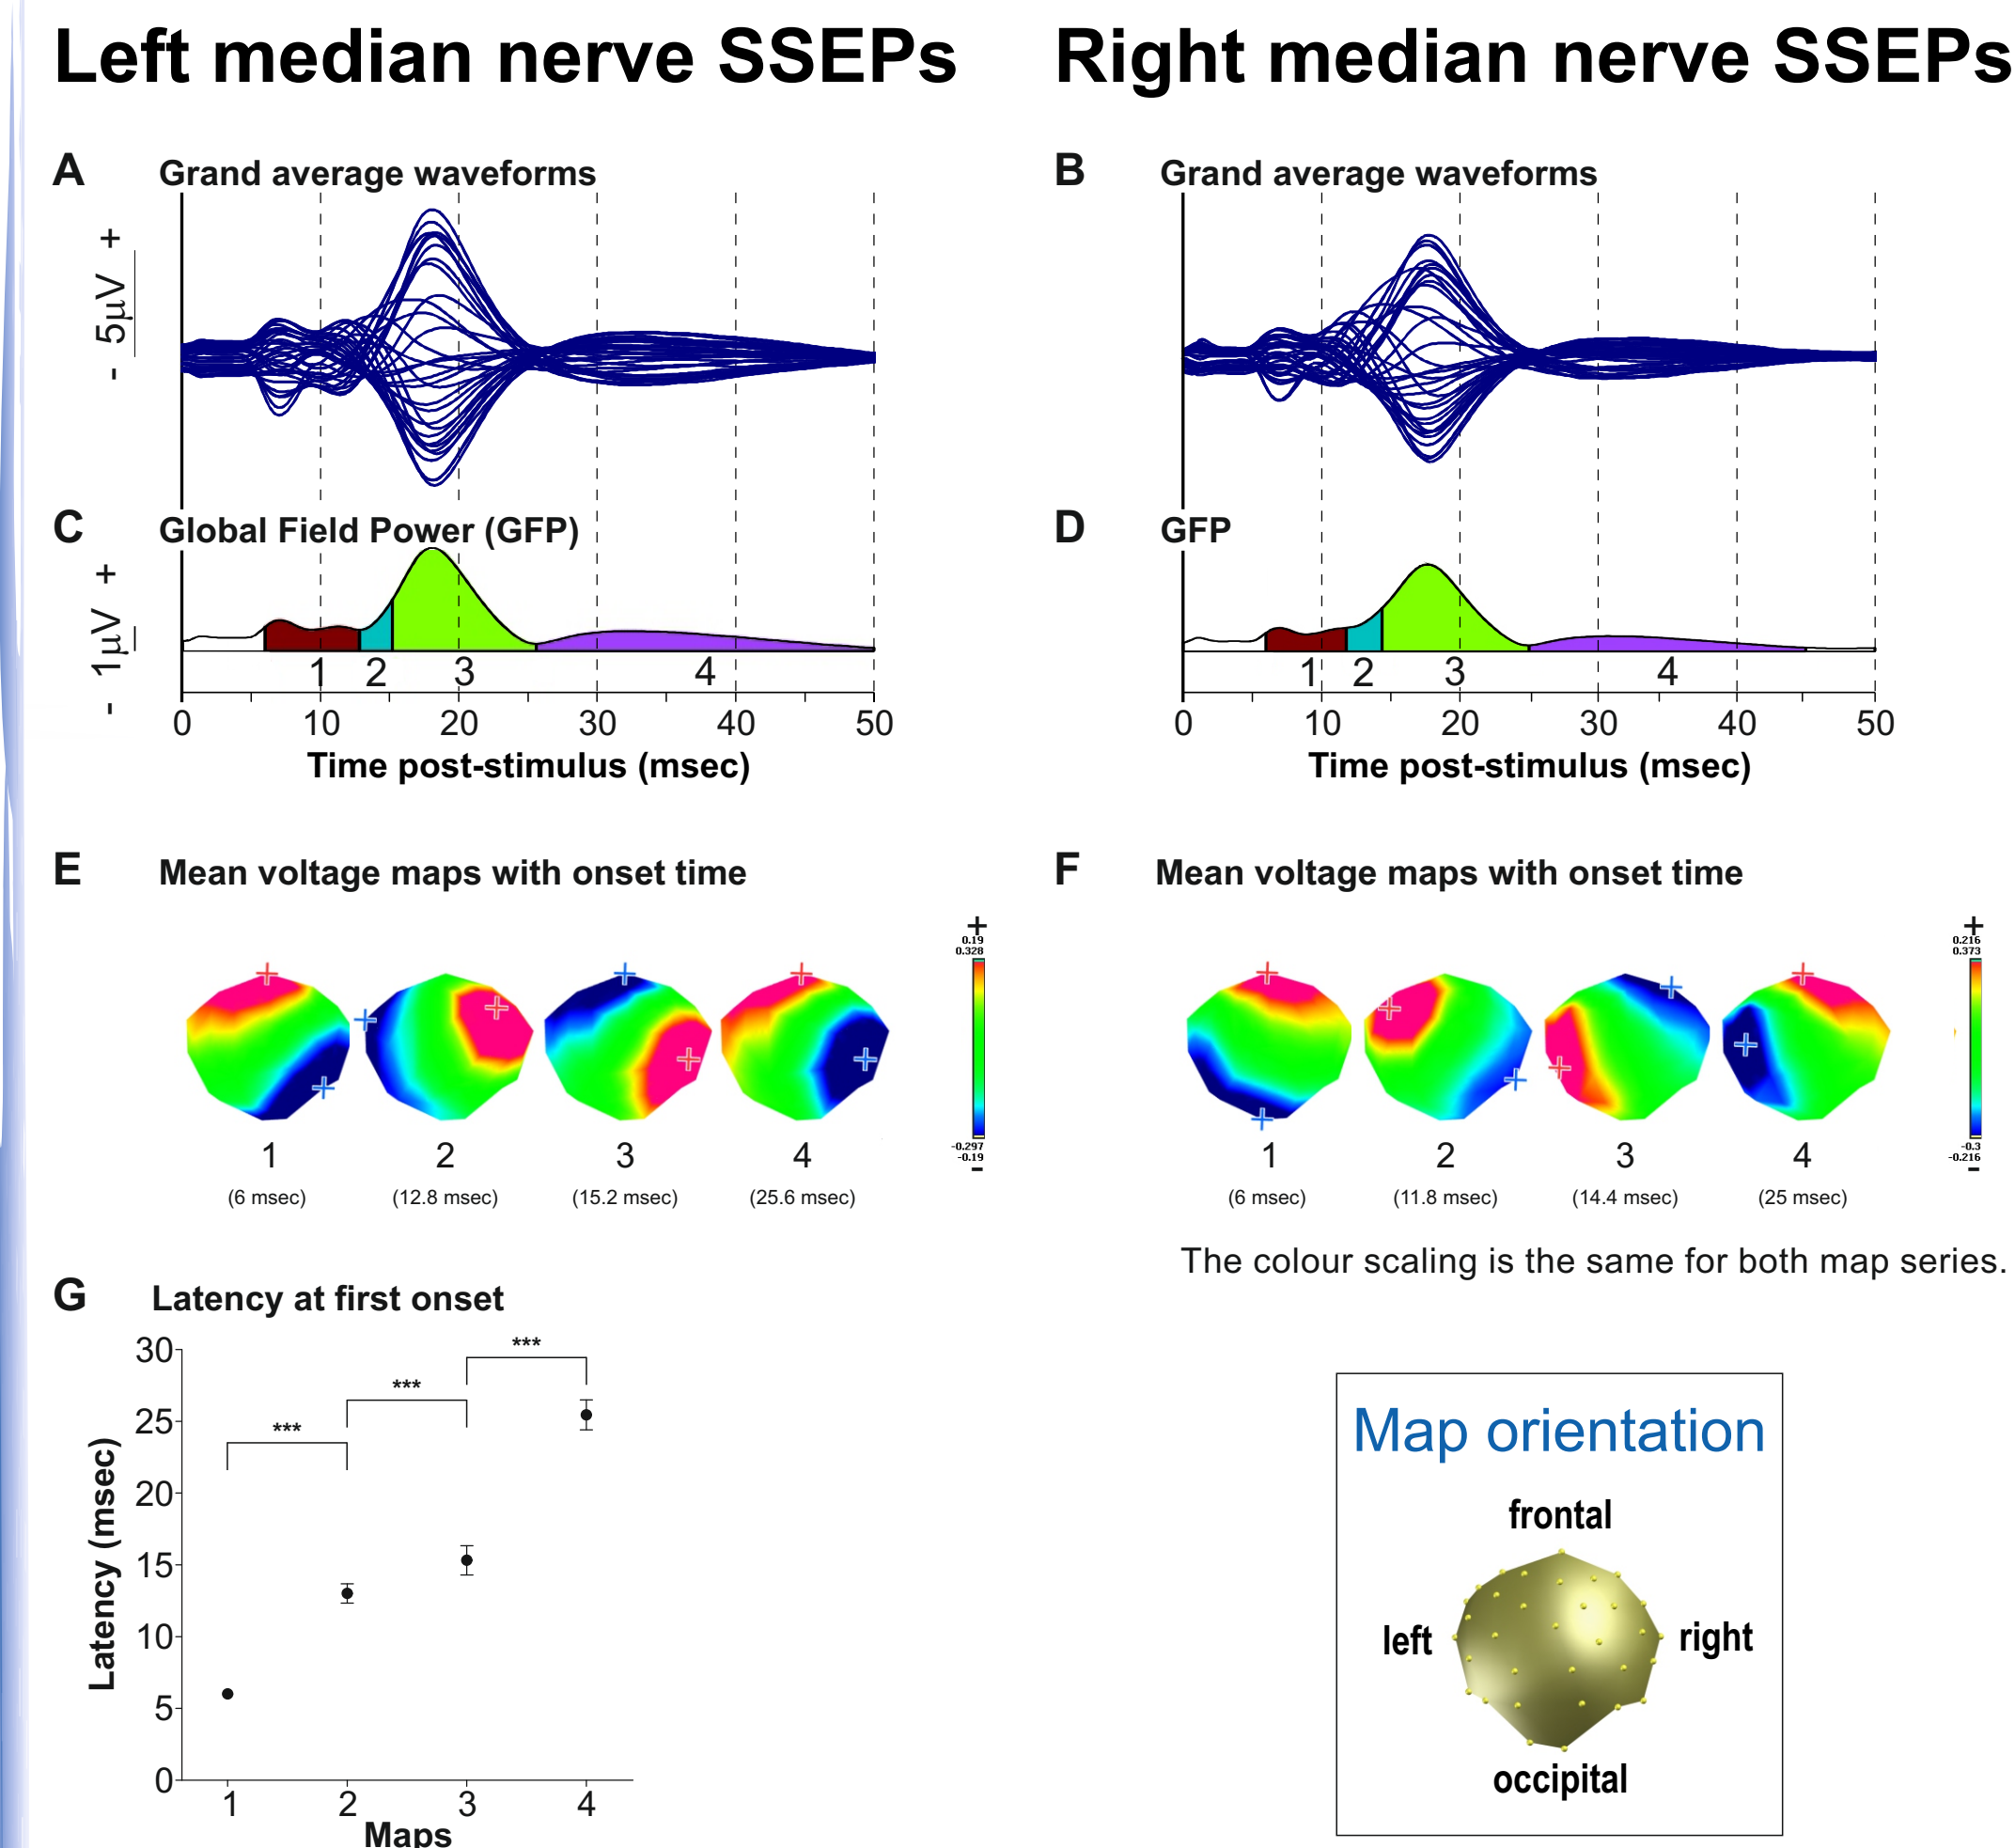 Left median nerve SSEPs
Right median nerve SSEPs
A
Grand average waveforms
B
Grand average waveforms
- 5µV +
C
Global Field Power (GFP)
D
GFP
- 1µV +
1 2 3 4
1 2 3 4
0 10 20 30 40 50
0 10 20 30 40 50
Time post-stimulus (msec)
Time post-stimulus (msec)
E
Mean voltage maps with onset time
F
Mean voltage maps with onset time
+
0.19
0.328
-0.297
-0.19
-
+
0.216
0.373
-0.3
-0.216
-
1 2 3 4
(6 msec) (12.8 msec) (15.2 msec) (25.6 msec)
1 2 3 4
(6 msec) (11.8 msec) (14.4 msec) (25 msec)
The colour scaling is the same for both map series.
G
Latency at first onset
Latency (msec)
30
25
20
15
10
5
0
***
***
***
1 2 3 4
Maps
Map orientation
frontal
left
right
occipital